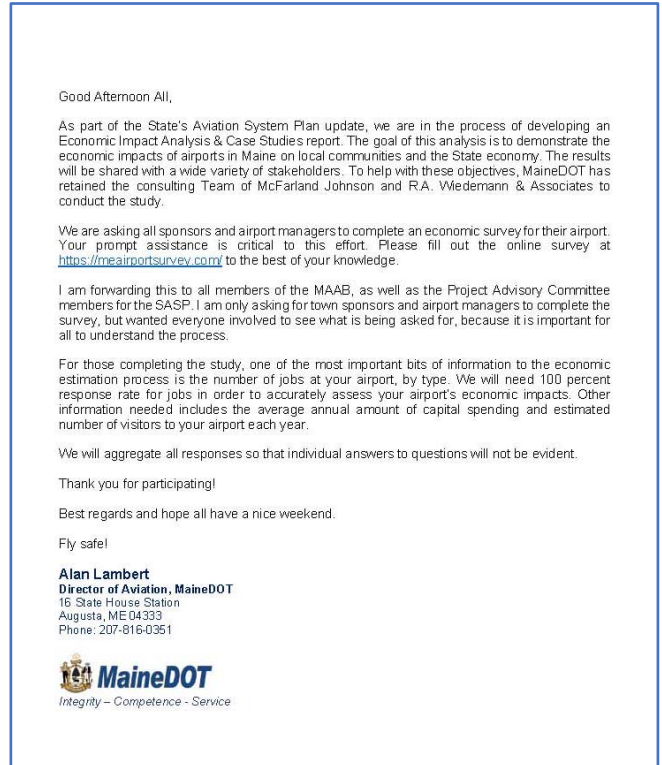 Good Afternoon All,
As part of the State's Aviation System Plan update, we are in the process of developing an
Economic Impact Analysis & Case Studies report. The goal of this analysis is to demonstrate the
economic impacts of airports in Maine on local communities and the State economy. The results
will be shared with a wide variety of stakeholders. To help with these objectives, MaineDOT has
retained the consulting Team of McFarland Johnson and R.A. Wiedemann & Associates to
conduct the study.
We are asking all sponsors and airport managers to complete an economic survey for their airport.
Your prompt assistance is critical to this effort. Please fill out the online survey at
https://meairportsurvey.com/ to the best of your knowledge.
I am forwarding this to all members of the MAAB, as well as the Project Advisory Committee
members for the SASP. I am only asking for town sponsors and airport managers to complete the
survey, but wanted everyone involved to see what is being asked for, because it is important for
all to understand the process.
For those completing the study, one of the most important bits of information to the economic
estimation process is the number of jobs at your airport, by type. We will need 100 percent
response rate for jobs in order to accurately assess your airport's economic impacts. Other
information needed includes the average annual amount of capital spending and estimated
number of visitors to your airport each year.
We will aggregate all responses so that individual answers to questions will not be evident.
Thank you for participating!
Best regards and hope all have a nice weekend.
Fly safe!
Alan Lambert
Director of Aviation, MaineDOT
16 State House Station
Augusta, ME 04333
Phone: 207-816-0351
MaineDOT
Integrity – Competence - Service